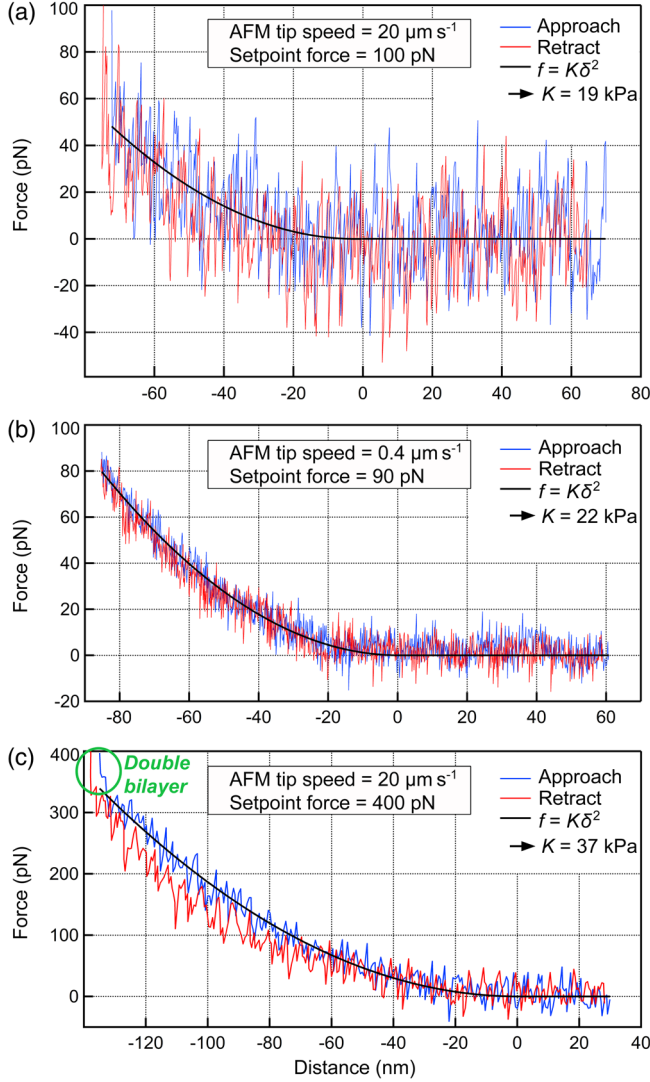 (a)
100
80
60
40
20
0
-20
-40
Force (pN)
AFM tip speed = 20 μm s⁻¹
Setpoint force = 100 pN
Approach
Retract
f = Kδ²
→ K = 19 kPa
-60 -40 -20 0 20 40 60 80
(b)
100
80
60
40
20
0
-20
Force (pN)
AFM tip speed = 0.4 μm s⁻¹
Setpoint force = 90 pN
Approach
Retract
f = Kδ²
→ K = 22 kPa
-80 -60 -40 -20 0 20 40 60
(c)
400
300
200
100
0
Force (pN)
Double
bilayer
AFM tip speed = 20 μm s⁻¹
Setpoint force = 400 pN
Approach
Retract
f = Kδ²
→ K = 37 kPa
-120 -100 -80 -60 -40 -20 0 20 40
Distance (nm)